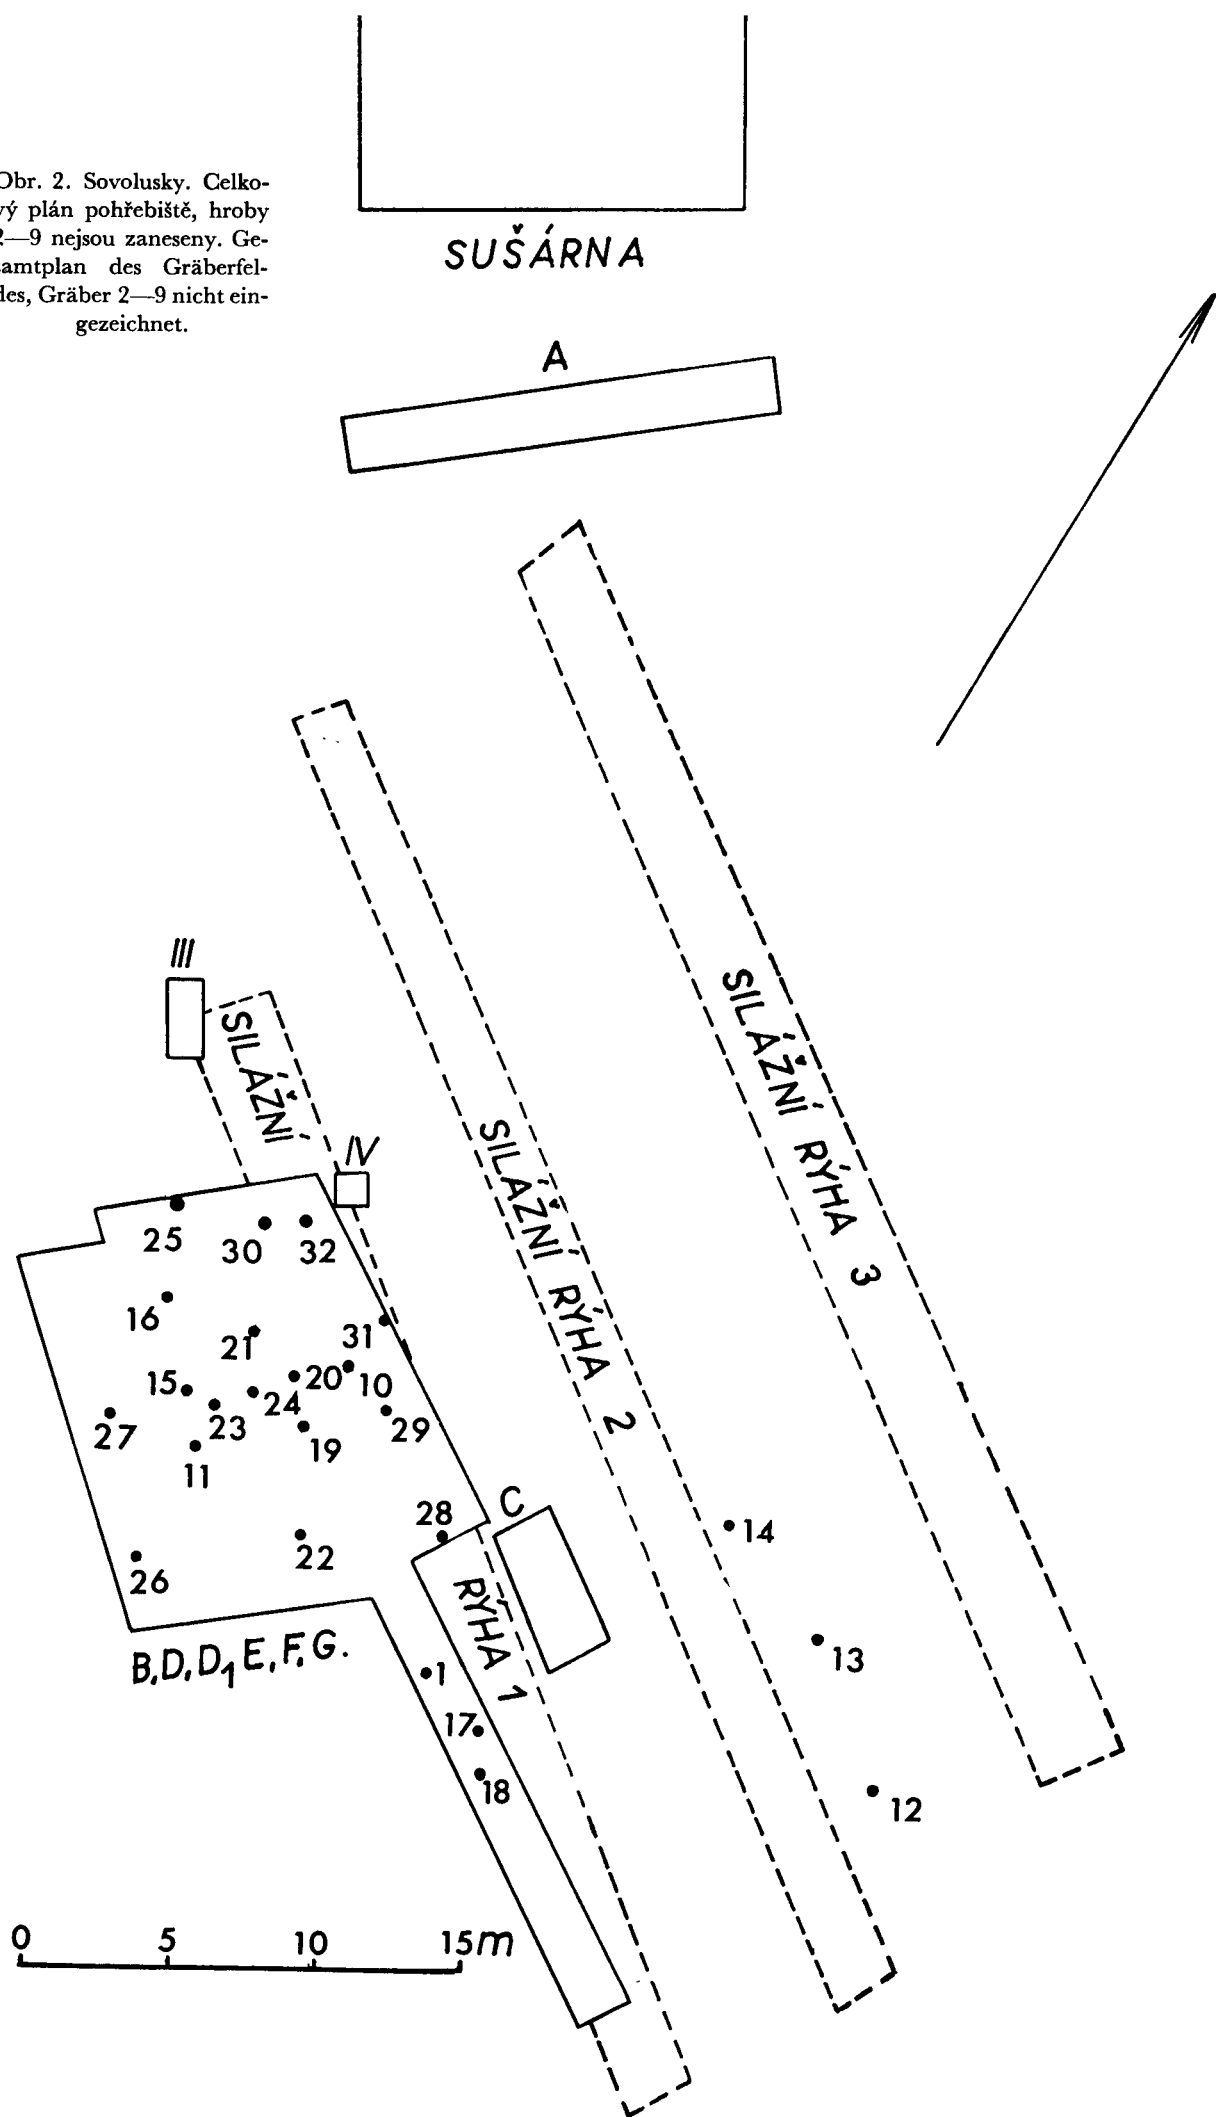 Obr. 2. Sovolusky. Celko-
vý plán pohřebiště, hroby
2—9 nejsou zaneseny. Ge-
samtplan des Gräberfel-
des, Gräber 2—9 nicht ein-
gezeichnet.
SUŠÁRNA
A
III
SILÁŽNÍ
SILÁŽNÍ RÝHA 3
SILÁŽNÍ RÝHA 2
IV
25
30
32
16
21
31
15
20
10
24
23
27
19
29
11
C
28
14
22
26
RÝHA 1
B,D,D₁E,F,G.
1
13
17
18
12
0 5 10 15m